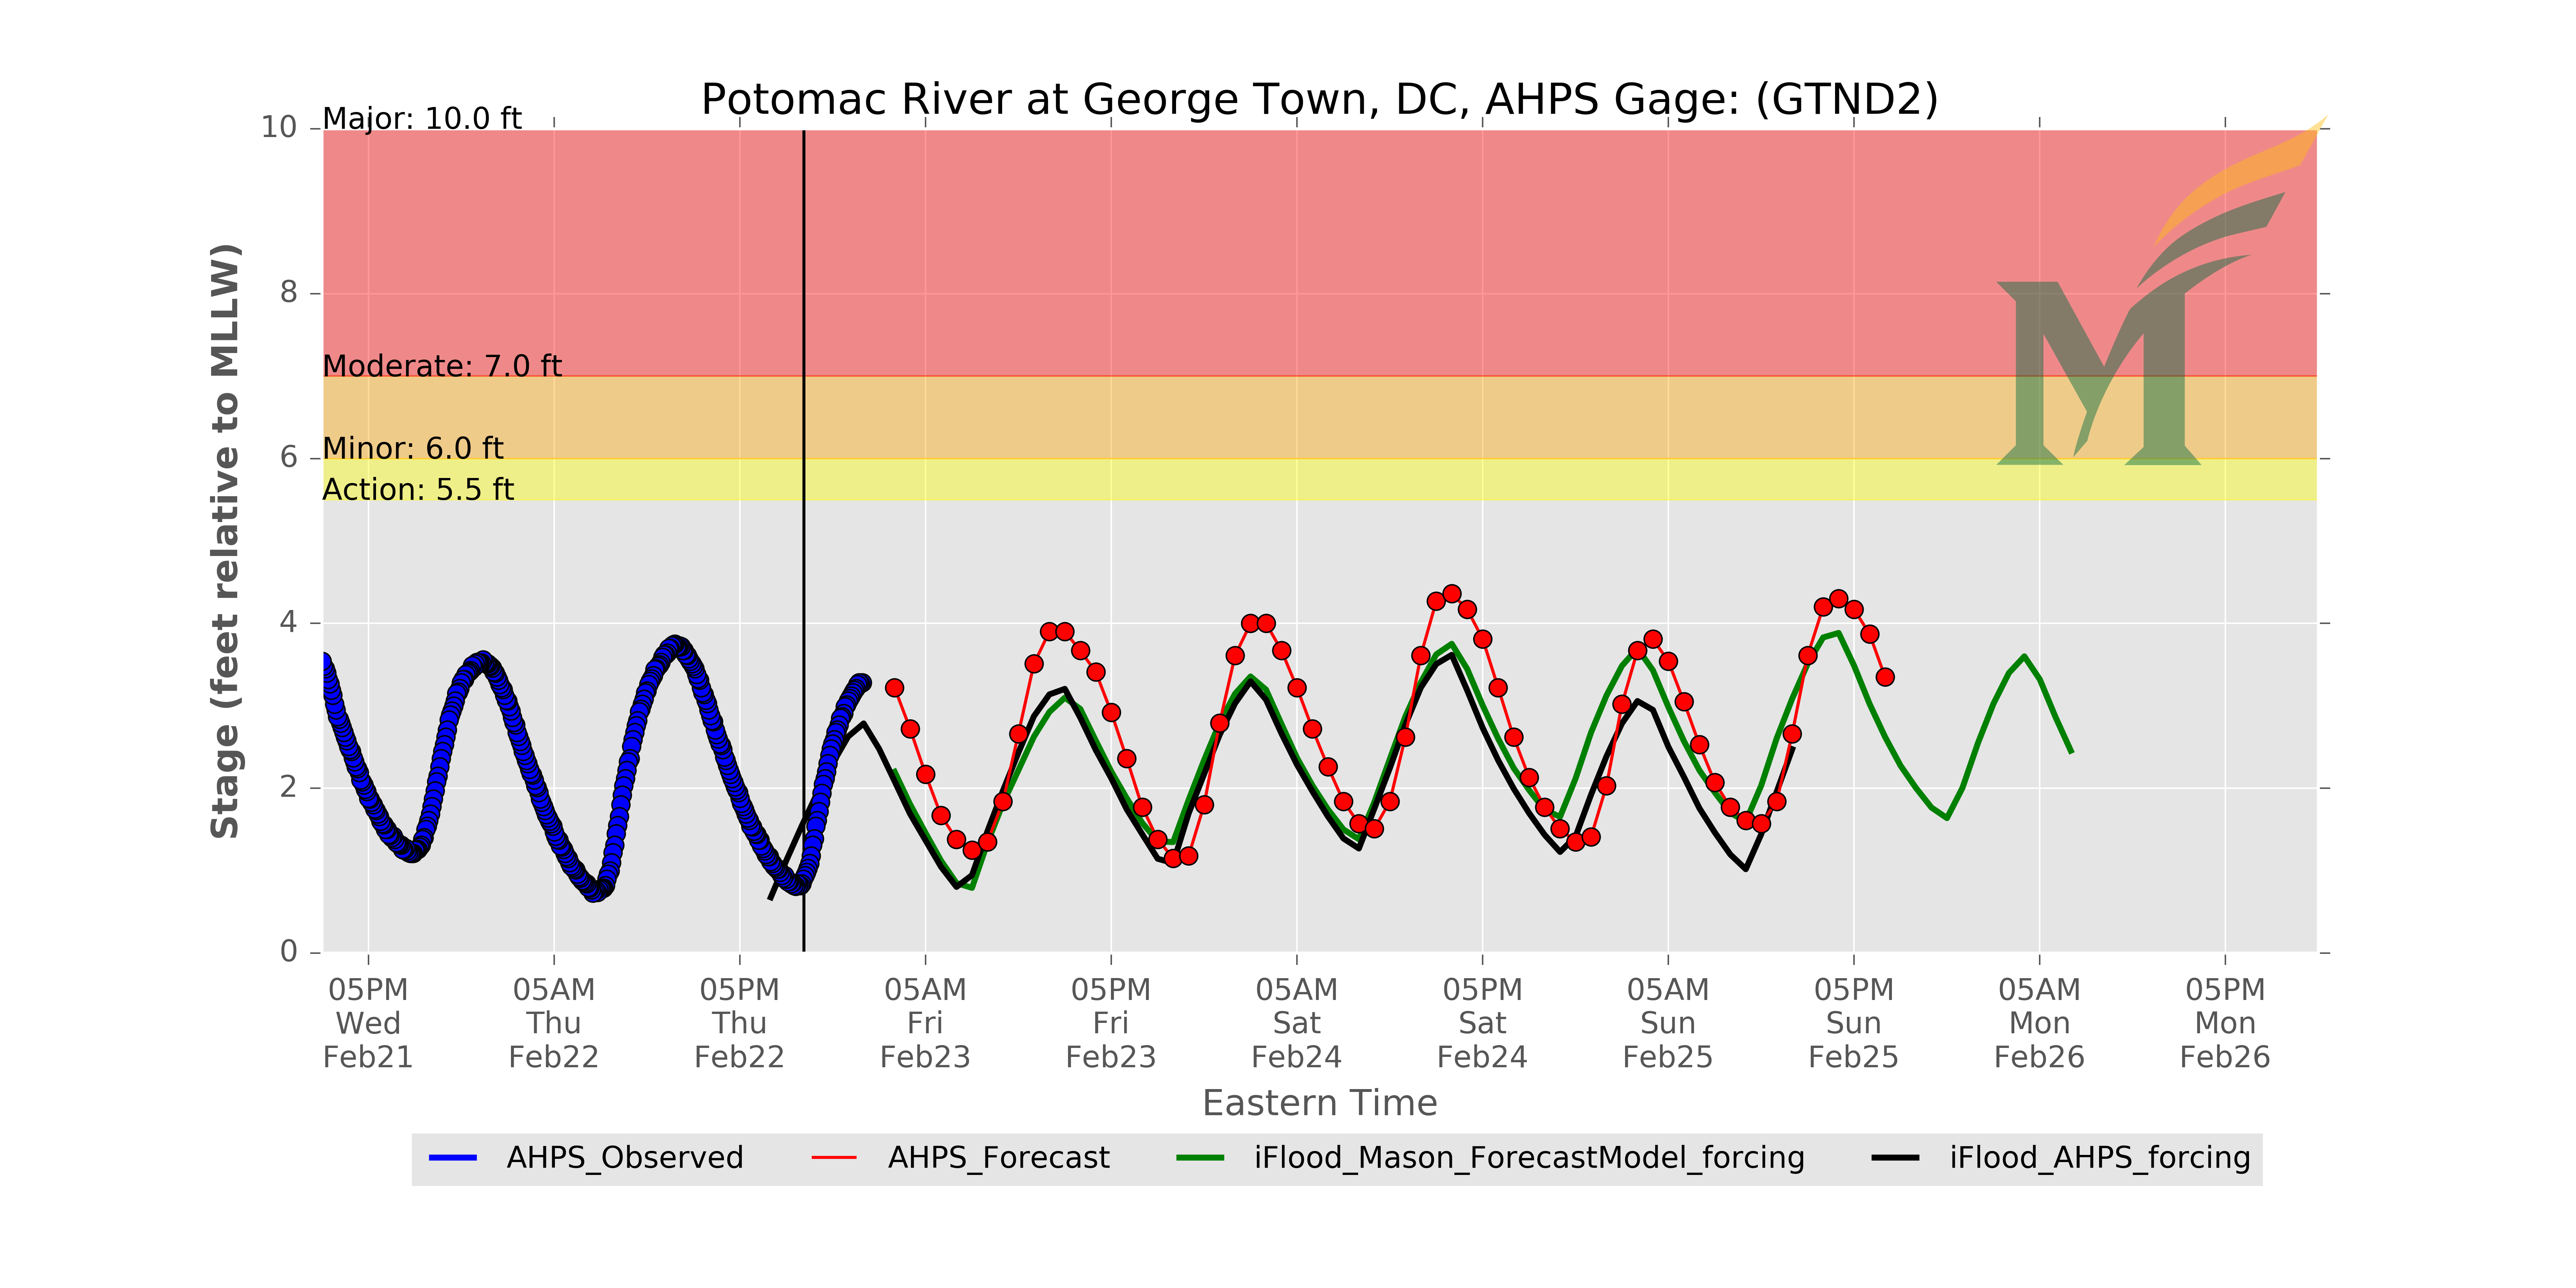 Potomac River at George Town, DC, AHPS Gage: (GTND2)
Major: 10.0 ft
Moderate: 7.0 ft
Minor: 6.0 ft
Action: 5.5 ft
10
8
6
4
2
0
Stage (feet relative to MLLW)
05PM 05AM 05PM 05AM 05PM 05AM 05PM 05AM 05PM 05AM 05PM
Wed Thu Thu Fri Fri Sat Sat Sun Sun Mon Mon
Feb21 Feb22 Feb22 Feb23 Feb23 Feb24 Feb24 Feb25 Feb25 Feb26 Feb26
Eastern Time
AHPS_Observed AHPS_Forecast iFlood_Mason_ForecastModel_forcing iFlood_AHPS_forcing